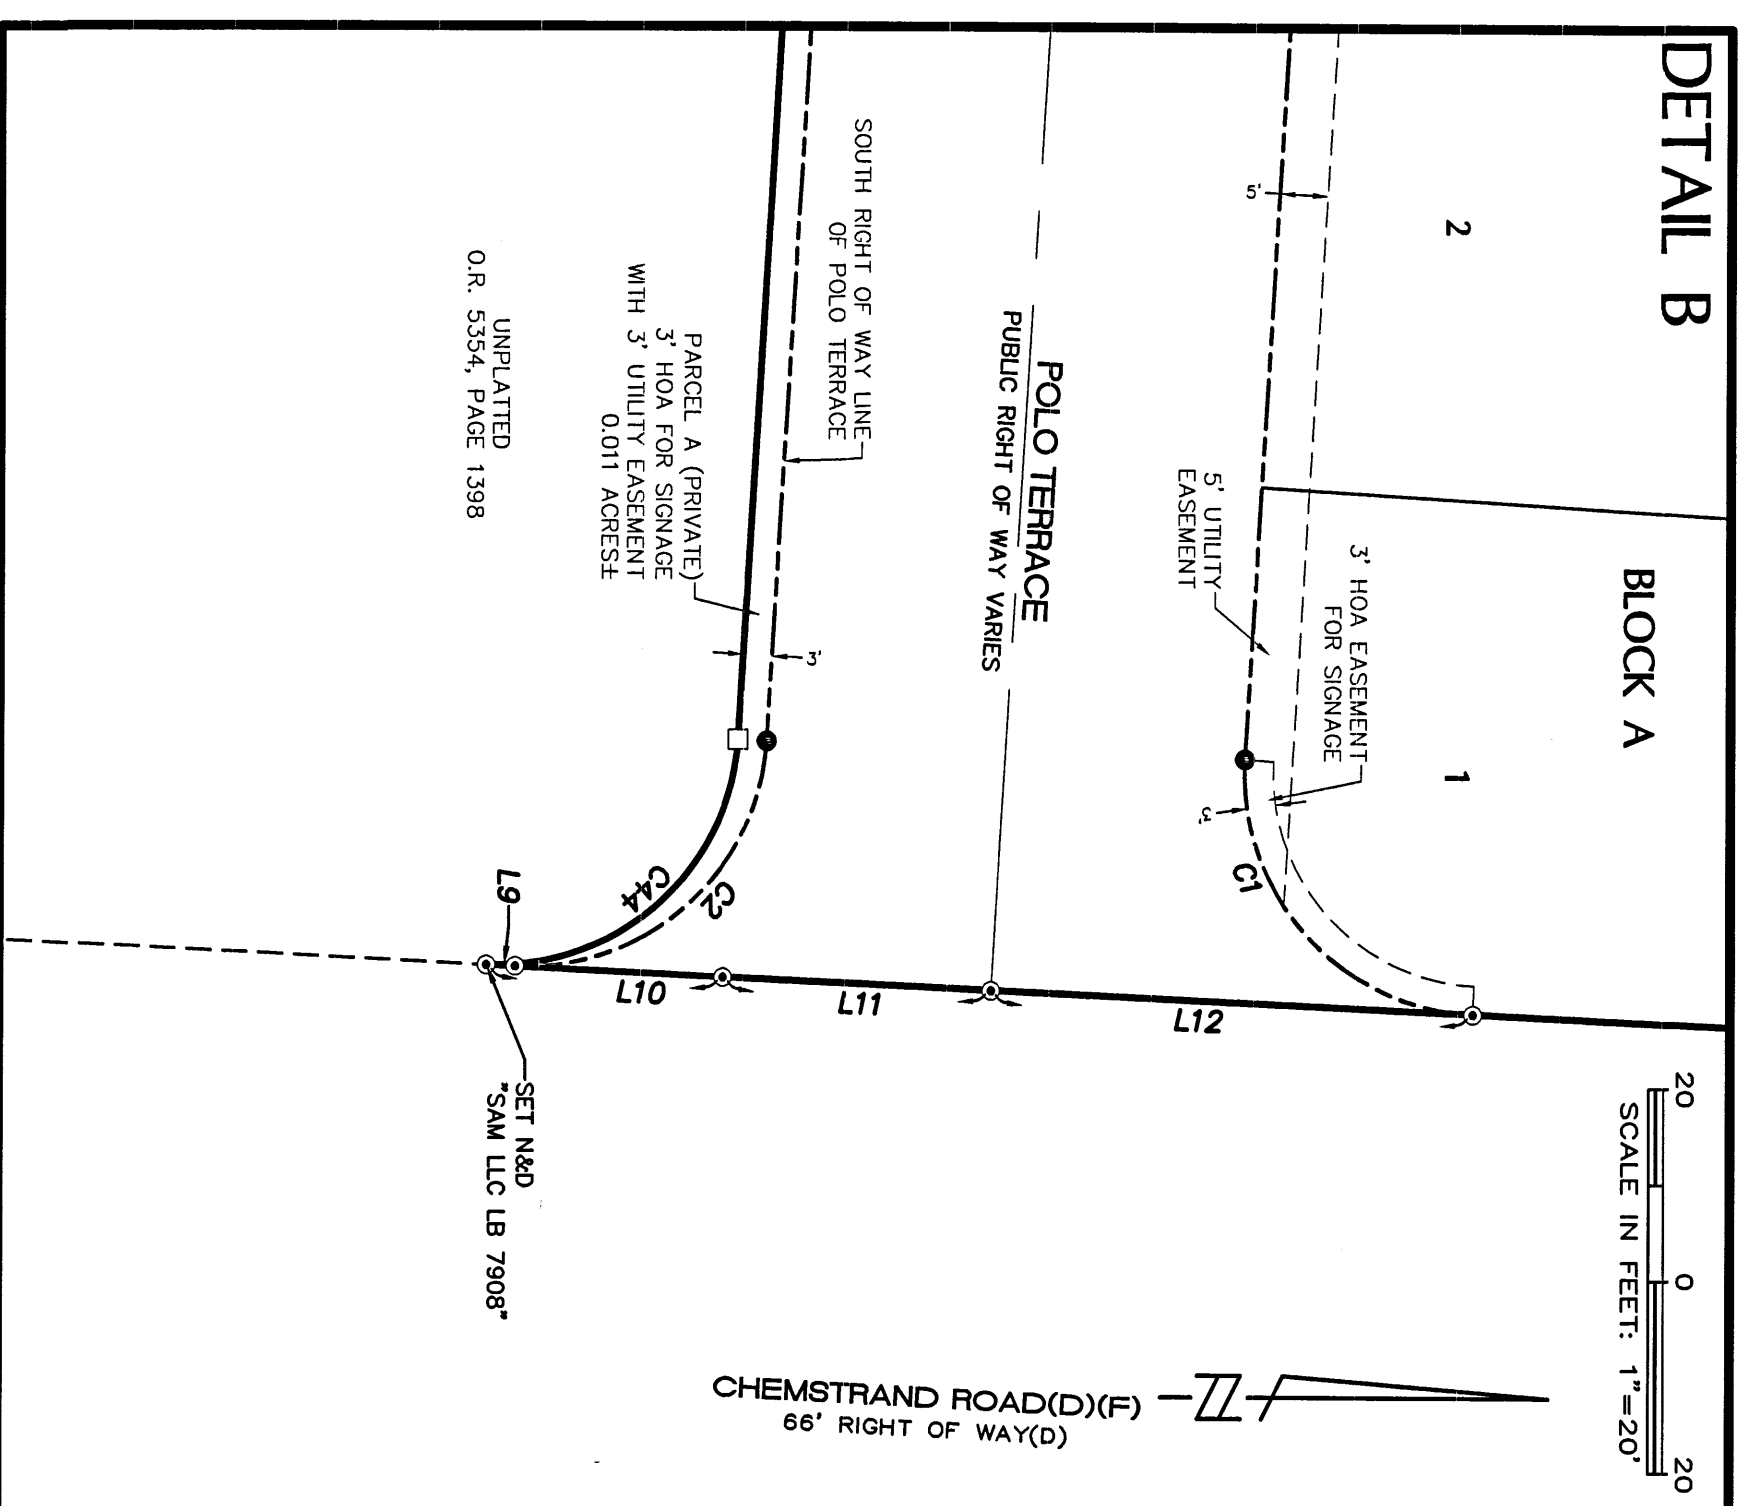 DETAIL B
20 0 20
SCALE IN FEET: 1"=20'
BLOCK A
2
1
5'
3' HOA EASEMENT
FOR SIGNAGE
5' UTILITY
EASEMENT
3'
C1
POLO TERRACE
PUBLIC RIGHT OF WAY VARIES
SOUTH RIGHT OF WAY LINE
OF POLO TERRACE
3'
PARCEL A (PRIVATE)
3' HOA FOR SIGNAGE
WITH 3' UTILITY EASEMENT
0.011 ACRES±
UNPLATTED
O.R. 5354, PAGE 1398
C2
C44
L9
L10
L11
L12
SET N&D
"SAM LLC LB 7908"
CHEMSTRAND ROAD(D)(F)
66' RIGHT OF WAY(D)
N